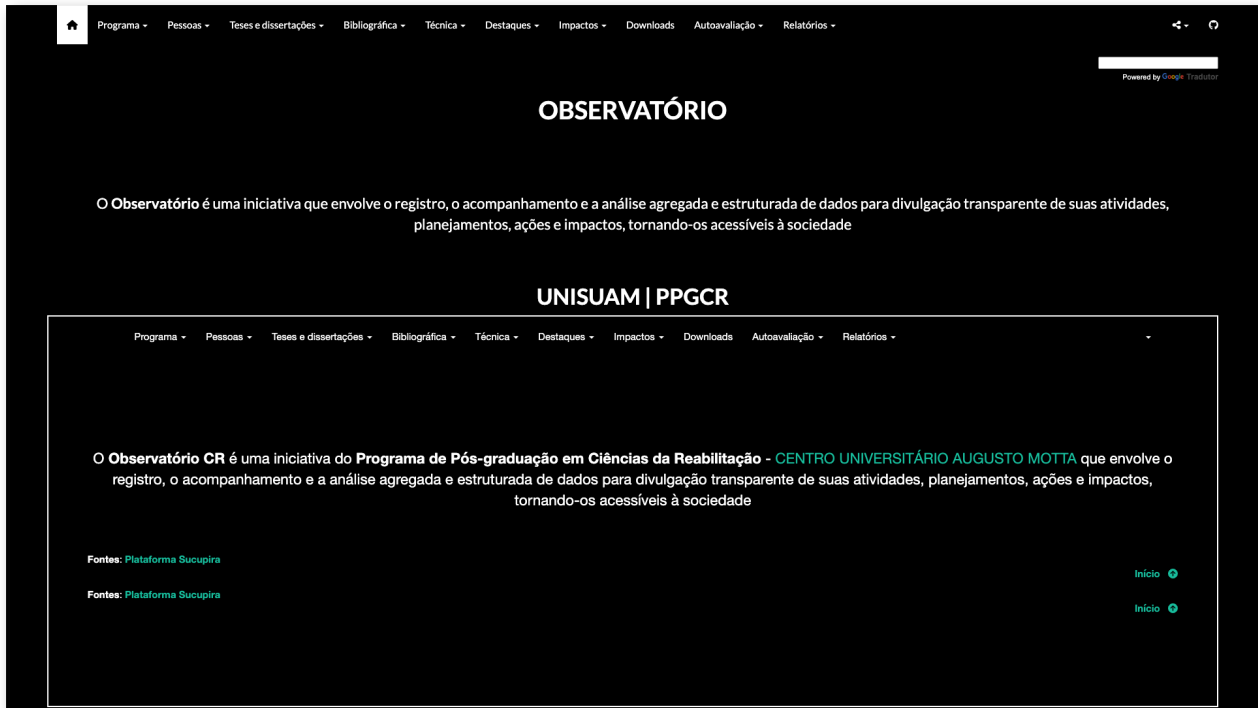 Programa Pessoas Teses e dissertações Bibliográfica Técnica Destaques Impactos Downloads Autoavaliação Relatórios
Powered by Google Tradutor
OBSERVATÓRIO
O Observatório é uma iniciativa que envolve o registro, o acompanhamento e a análise agregada e estruturada de dados para divulgação transparente de suas atividades,
planejamentos, ações e impactos, tornando-os acessíveis à sociedade
UNISUAM | PPGCR
Programa Pessoas Teses e dissertações Bibliográfica Técnica Destaques Impactos Downloads Autoavaliação Relatórios
O Observatório CR é uma iniciativa do Programa de Pós-graduação em Ciências da Reabilitação - CENTRO UNIVERSITÁRIO AUGUSTO MOTTA que envolve o
registro, o acompanhamento e a análise agregada e estruturada de dados para divulgação transparente de suas atividades, planejamentos, ações e impactos,
tornando-os acessíveis à sociedade
Fontes: Plataforma Sucupira
Início
Fontes: Plataforma Sucupira
Início